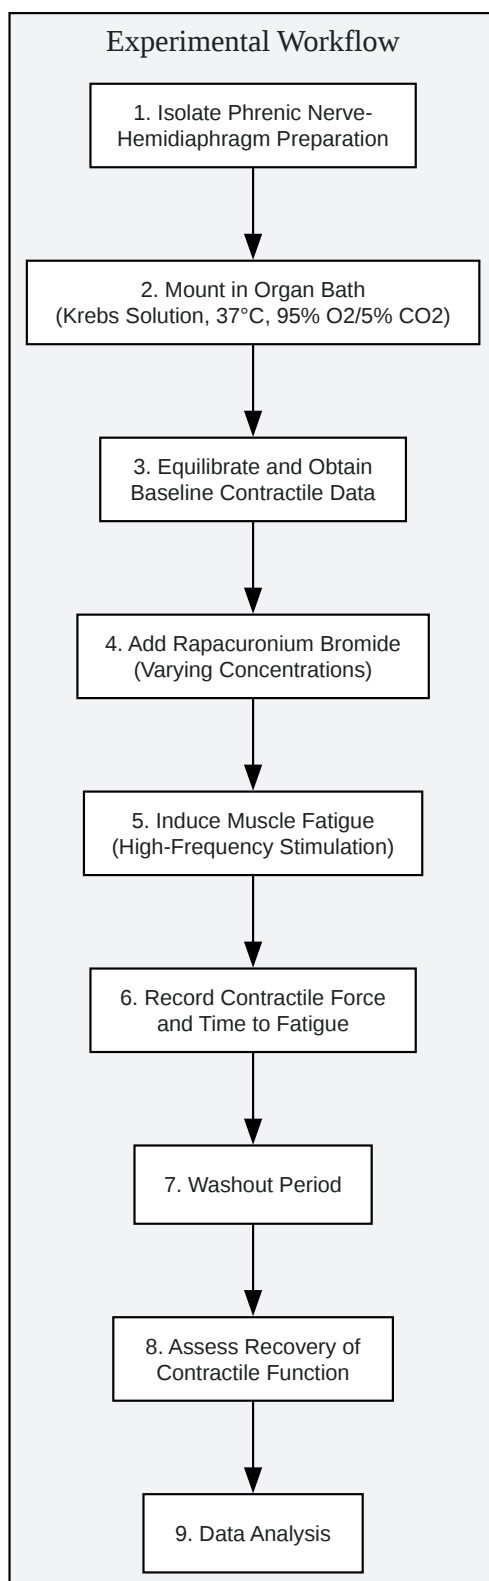 Experimental Workflow
1. Isolate Phrenic Nerve-
Hemidiaphragm Preparation
2. Mount in Organ Bath
(Krebs Solution, 37°C, 95% O2/5% CO2)
3. Equilibrate and Obtain
Baseline Contractile Data
4. Add Rapacuronium Bromide
(Varying Concentrations)
5. Induce Muscle Fatigue
(High-Frequency Stimulation)
6. Record Contractile Force
and Time to Fatigue
7. Washout Period
8. Assess Recovery of
Contractile Function
9. Data Analysis